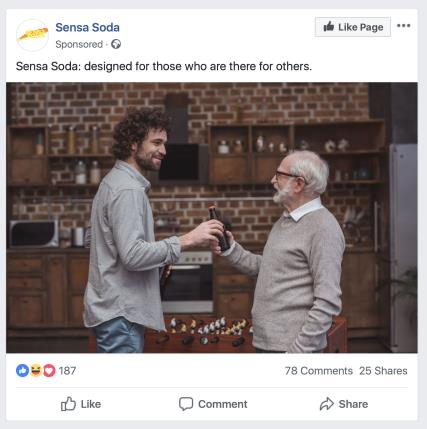 Sensa Soda
Like Page
Sponsored ·
Sensa Soda: designed for those who are there for others.
187
78 Comments 25 Shares
Like Comment Share